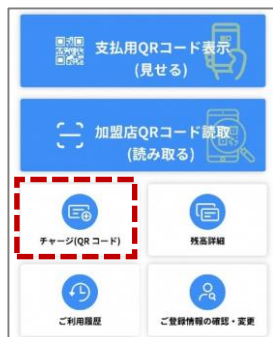 支払用QRコード表示
(見せる)
加盟店QRコード読取
(読み取る)
チャージ(QRコード)
残高詳細
ご利用履歴
ご登録情報の確認・変更